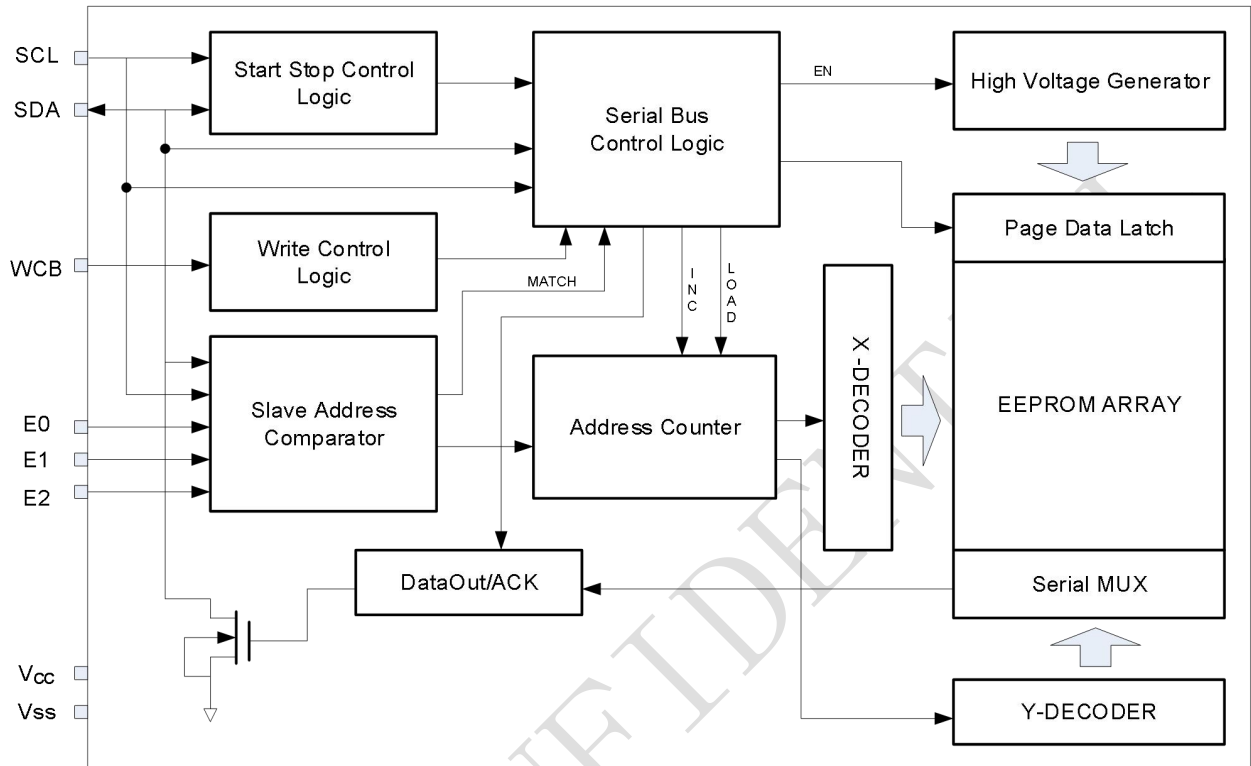 SCL
SDA
WCB
E0
E1
E2
Vcc
Vss
Start Stop Control
Logic
Serial Bus
Control Logic
EN
High Voltage Generator
Write Control
Logic
MATCH
INC
LOAD
Page Data Latch
Slave Address
Comparator
Address Counter
X-DECODER
EEPROM ARRAY
DataOut/ACK
Serial MUX
Y-DECODER